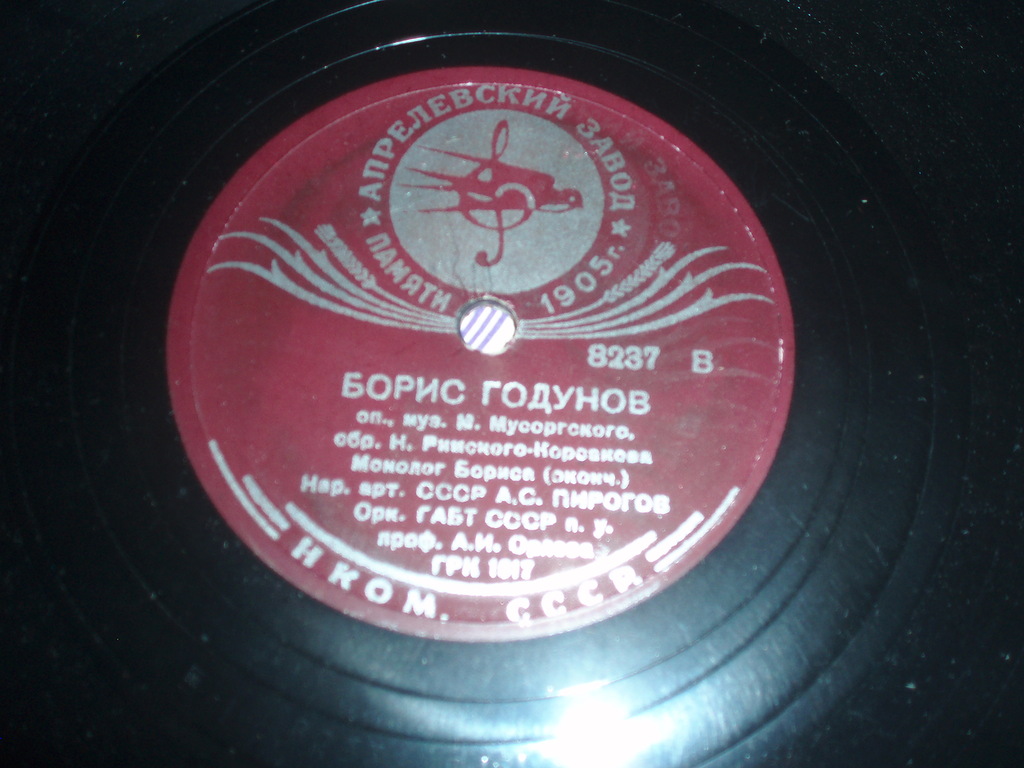 ★ АПРЕЛЕВСКИЙ ЗАВОД ★
ПАМЯТИ 1905 г.
8237 В
БОРИС ГОДУНОВ
оп., муз. М. Мусоргского,
обр. Н. Римского-Корсакова
Монолог Бориса (оконч.)
Нар. арт. СССР А.С. ПИРОГОВ
Орк. ГАБТ СССР п. у.
проф. А.И. Орлова
ГРК 1617
НКОМ. СССР